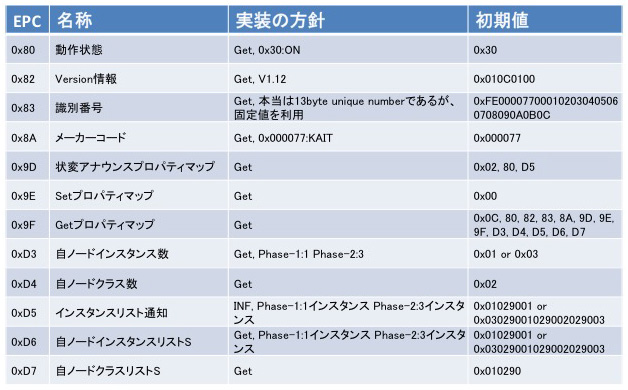 EPC 名称 実装の方針 初期値
0x80 動作状態 Get, 0x30:ON 0x30
0x82 Version情報 Get, V1.12 0x010C0100
0x83 識別番号 Get, 本当は13byte unique numberであるが、固定値を利用 0xFE00007700010203040506 0708090A0B0C
0x8A メーカーコード Get, 0x000077:KAIT 0x000077
0x9D 状変アナウンスプロパティマップ Get 0x02, 80, D5
0x9E Setプロパティマップ Get 0x00
0x9F Getプロパティマップ Get 0x0C, 80, 82, 83, 8A, 9D, 9E, 9F, D3, D4, D5, D6, D7
0xD3 自ノードインスタンス数 Get, Phase-1:1 Phase-2:3 0x01 or 0x03
0xD4 自ノードクラス数 Get 0x02
0xD5 インスタンスリスト通知 INF, Phase-1:1インスタンス Phase-2:3インスタンス 0x01029001 or 0x03029001029002029003
0xD6 自ノードインスタンスリストS Get, Phase-1:1インスタンス Phase-2:3インスタンス 0x01029001 or 0x03029001029002029003
0xD7 自ノードクラスリストS Get 0x010290